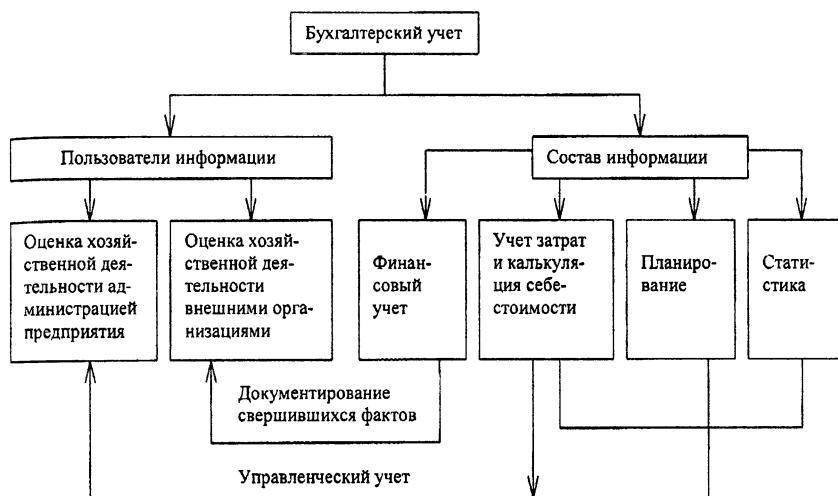 Бухгалтерский учет
Пользователи информации
Состав информации
Оценка хозяй-
ственной дея-
тельности ад-
министрацией
предприятия
Оценка хозяй-
ственной дея-
тельности
внешними орга-
низациями
Финан-
совый
учет
Учет затрат
и калькуля-
ция себе-
стоимости
Планиро-
вание
Стати-
стика
Документирование
свершившихся фактов
Управленческий учет